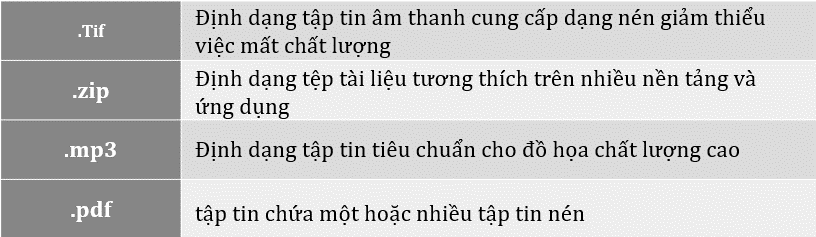 .Tif
Định dạng tập tin âm thanh cung cấp dạng nén giảm thiểu
việc mất chất lượng
.zip
Định dạng tệp tài liệu tương thích trên nhiều nền tảng và
ứng dụng
.mp3
Định dạng tập tin tiêu chuẩn cho đồ họa chất lượng cao
.pdf
tập tin chứa một hoặc nhiều tập tin nén